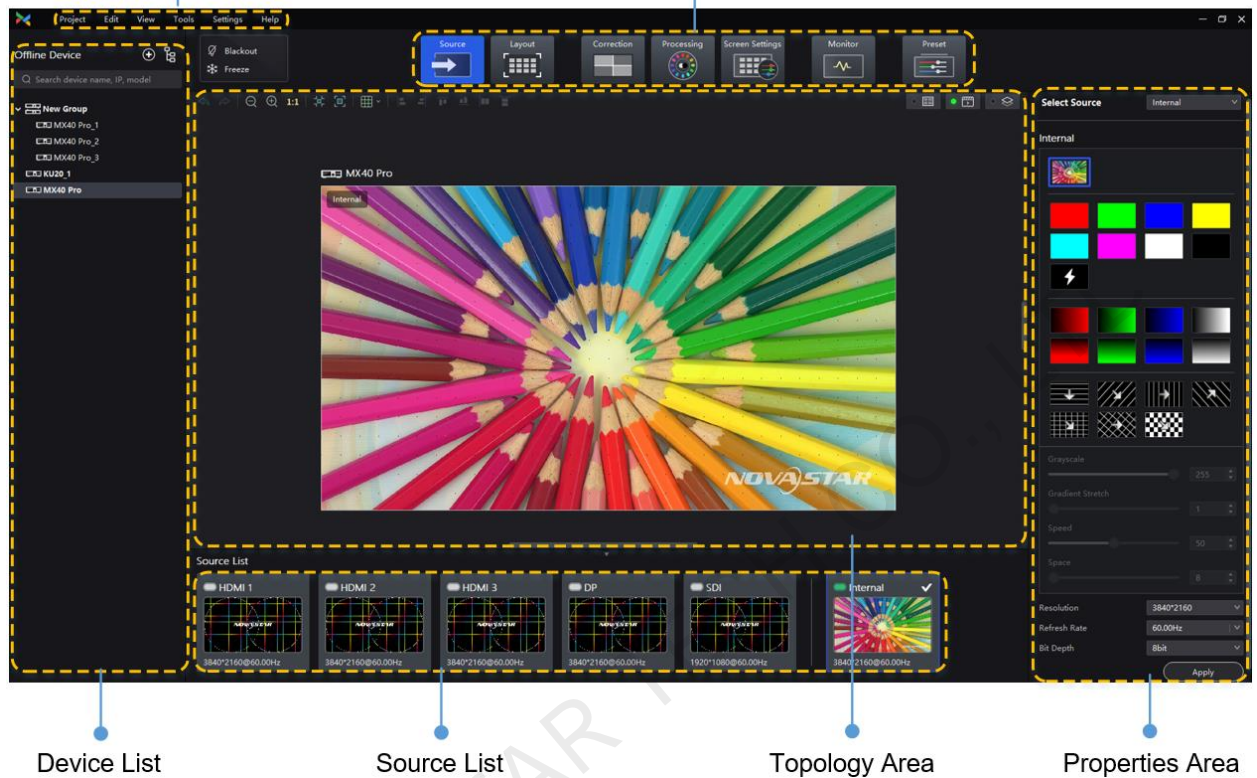 Project Edit View Tools Settings Help
Offline Device
Search device name, IP, model
New Group
MX40 Pro_1
MX40 Pro_2
MX40 Pro_3
KU20_1
MX40 Pro
Blackout
Freeze
Source Layout Correction Processing Screen Settings Monitor Preset
1:1
MX40 Pro
Internal
NOVASTAR
Source List
HDMI 1 HDMI 2 HDMI 3 DP SDI Internal
NOVASTAR NOVASTAR NOVASTAR NOVASTAR NOVASTAR
3840*2160@60.00Hz 3840*2160@60.00Hz 3840*2160@60.00Hz 3840*2160@60.00Hz 1920*1080@60.00Hz 3840*2160@60.00Hz
Select Source Internal
Internal
Grayscale
255
Gradient Stretch
1
Speed
50
Space
8
Resolution 3840*2160
Refresh Rate 60.00Hz
Bit Depth 8bit
Apply
Device List Source List Topology Area Properties Area